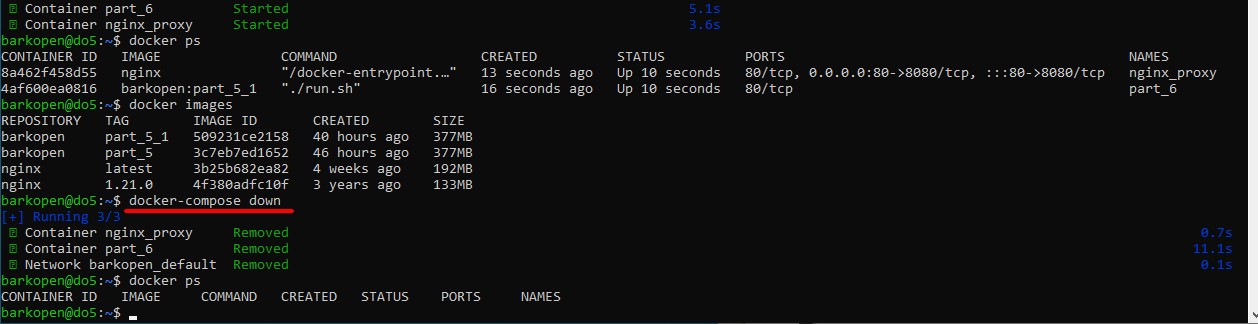 Container part_6 Started 5.1s
Container nginx_proxy Started 3.6s
barkopen@do5:~$ docker ps
CONTAINER ID IMAGE COMMAND CREATED STATUS PORTS NAMES
8a462f458d55 nginx "/docker-entrypoint.…" 13 seconds ago Up 10 seconds 80/tcp, 0.0.0.0:80->8080/tcp, :::80->8080/tcp nginx_proxy
4af600ea0816 barkopen:part_5_1 "./run.sh" 16 seconds ago Up 10 seconds 80/tcp part_6
barkopen@do5:~$ docker images
REPOSITORY TAG IMAGE ID CREATED SIZE
barkopen part_5_1 509231ce2158 40 hours ago 377MB
barkopen part_5 3c7eb7ed1652 46 hours ago 377MB
nginx latest 3b25b682ea82 4 weeks ago 192MB
nginx 1.21.0 4f380adfc10f 3 years ago 133MB
barkopen@do5:~$ docker-compose down
[+] Running 3/3
Container nginx_proxy Removed 0.7s
Container part_6 Removed 11.1s
Network barkopen_default Removed 0.1s
barkopen@do5:~$ docker ps
CONTAINER ID IMAGE COMMAND CREATED STATUS PORTS NAMES
barkopen@do5:~$